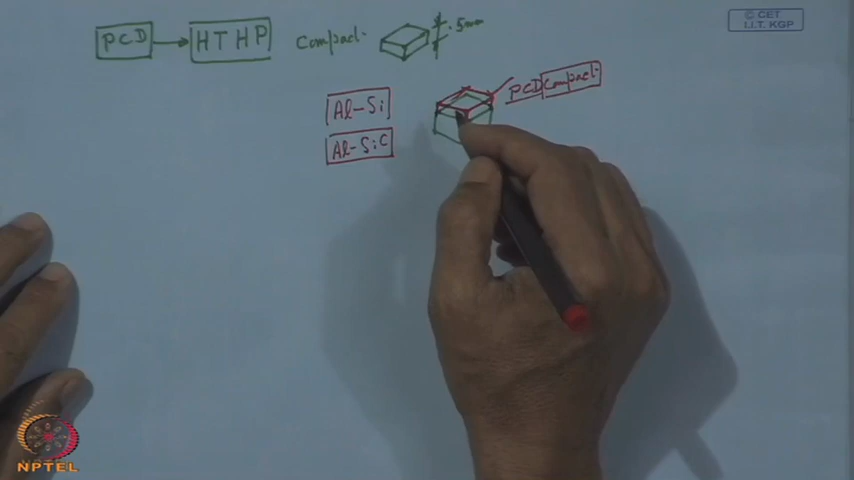 PCD → HTHP Compact .5mm
© CET
I.I.T. KGP
PCD Compact
Al-Si
Al-SiC
NPTEL